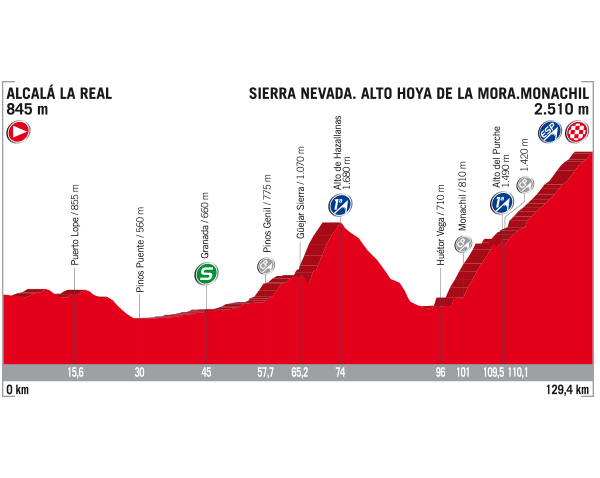 ALCALÁ LA REAL
845 m
SIERRA NEVADA. ALTO HOYA DE LA MORA.MONACHIL
2.510 m
ESP
Puerto Lope / 855 m
Pinos Puente / 560 m
Granada / 660 m
S
Pinos Genil / 775 m
Güejar Sierra / 1.070 m
Alto de Hazallanas
1.680 m
1ª
Huétor Vega / 710 m
Monachil / 810 m
Alto del Purche
1.490 m
1ª
1.420 m
15,6
30
45
57,7
65,2
74
96
101
109,5
110,1
0 km
129,4 km